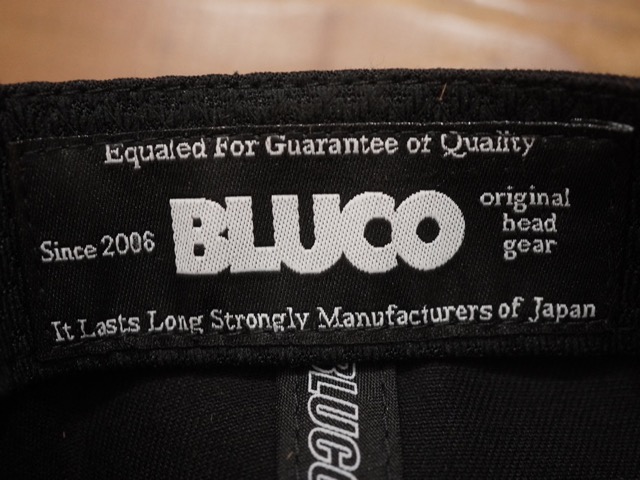 Equaled For Guarantee of Quality
Since 2006
BLUCO
original
head
gear
It Lasts Long Strongly Manufacturers of Japan
BLUCO